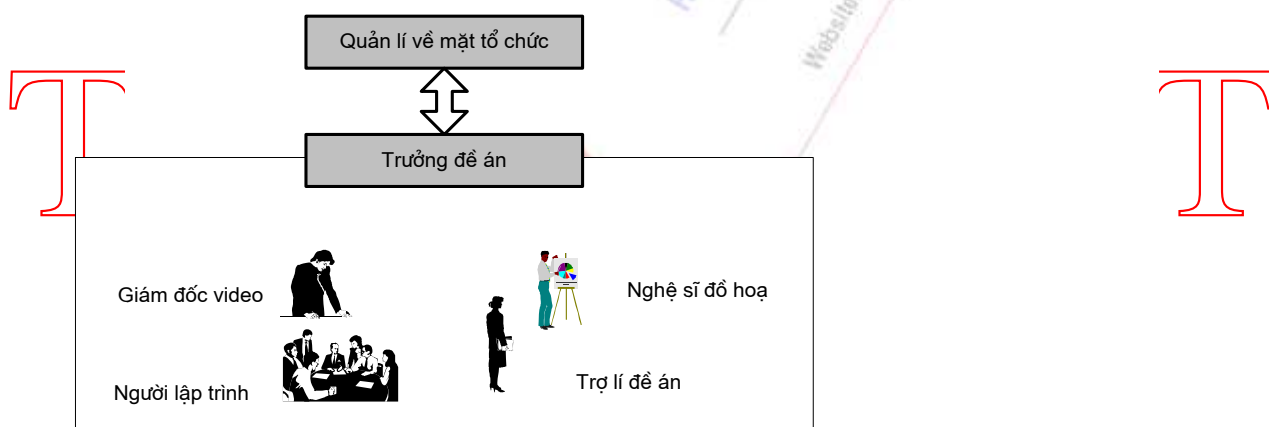 Quản lí về mặt tổ chức
Website
T
T
Trưởng đề án
Giám đốc video
Nghệ sĩ đồ hoạ
Người lập trình
Trợ lí đề án